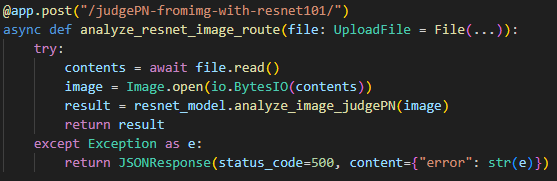 @app.post("/judgePN-fromimg-with-resnet101/")
async def analyze_resnet_image_route(file: UploadFile = File(...)):
    try:
        contents = await file.read()
        image = Image.open(io.BytesIO(contents))
        result = resnet_model.analyze_image_judgePN(image)
        return result
    except Exception as e:
        return JSONResponse(status_code=500, content={"error": str(e)})